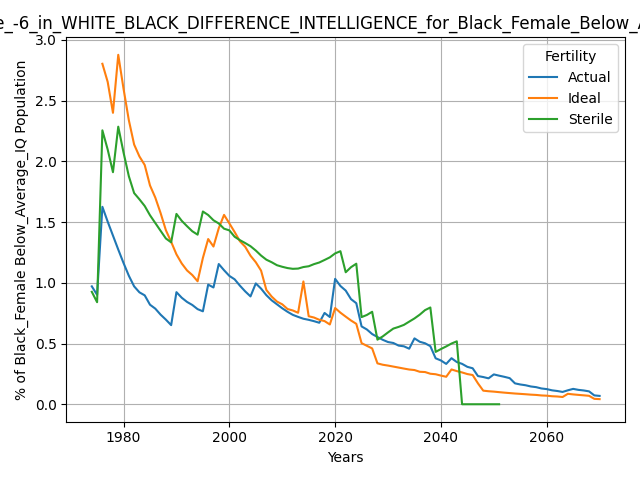 e_-6_in_WHITE_BLACK_DIFFERENCE_INTELLIGENCE_for_Black_Female_Below_A
Fertility
Actual
Ideal
Sterile
% of Black_Female Below_Average_IQ Population
3.0
2.5
2.0
1.5
1.0
0.5
0.0
1980
2000
2020
2040
2060
Years